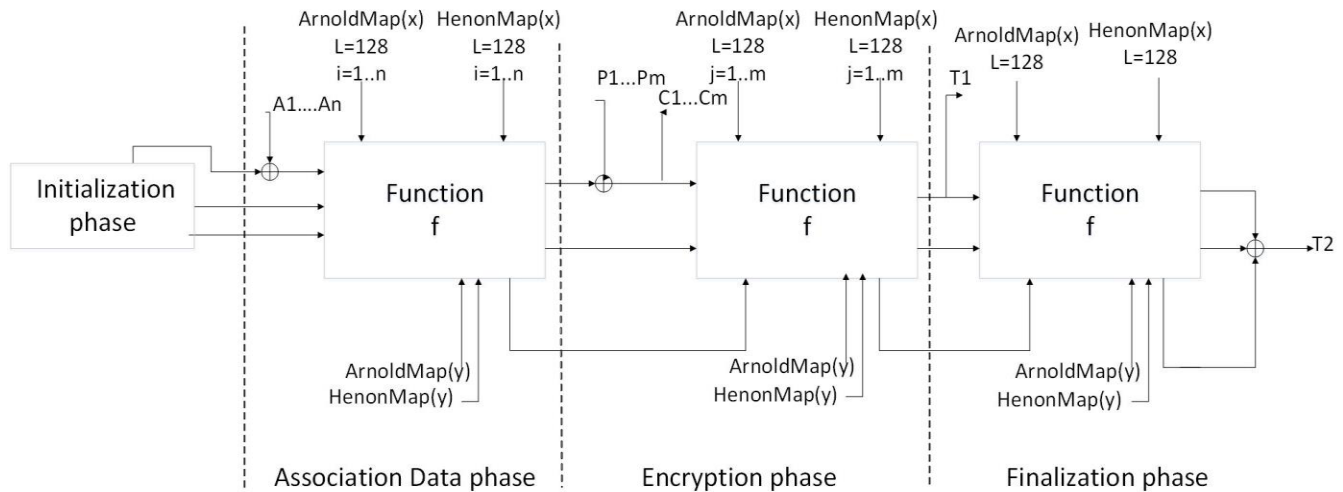 ArnoldMap(x)
L=128
i=1..n
HenonMap(x)
L=128
i=1..n
ArnoldMap(x)
L=128
j=1..m
HenonMap(x)
L=128
j=1..m
ArnoldMap(x)
L=128
HenonMap(x)
L=128
A1....An
P1...Pm
C1...Cm
T1
Initialization
phase
Function
f
Function
f
Function
f
T2
ArnoldMap(y)
HenonMap(y)
ArnoldMap(y)
HenonMap(y)
ArnoldMap(y)
HenonMap(y)
Association Data phase
Encryption phase
Finalization phase